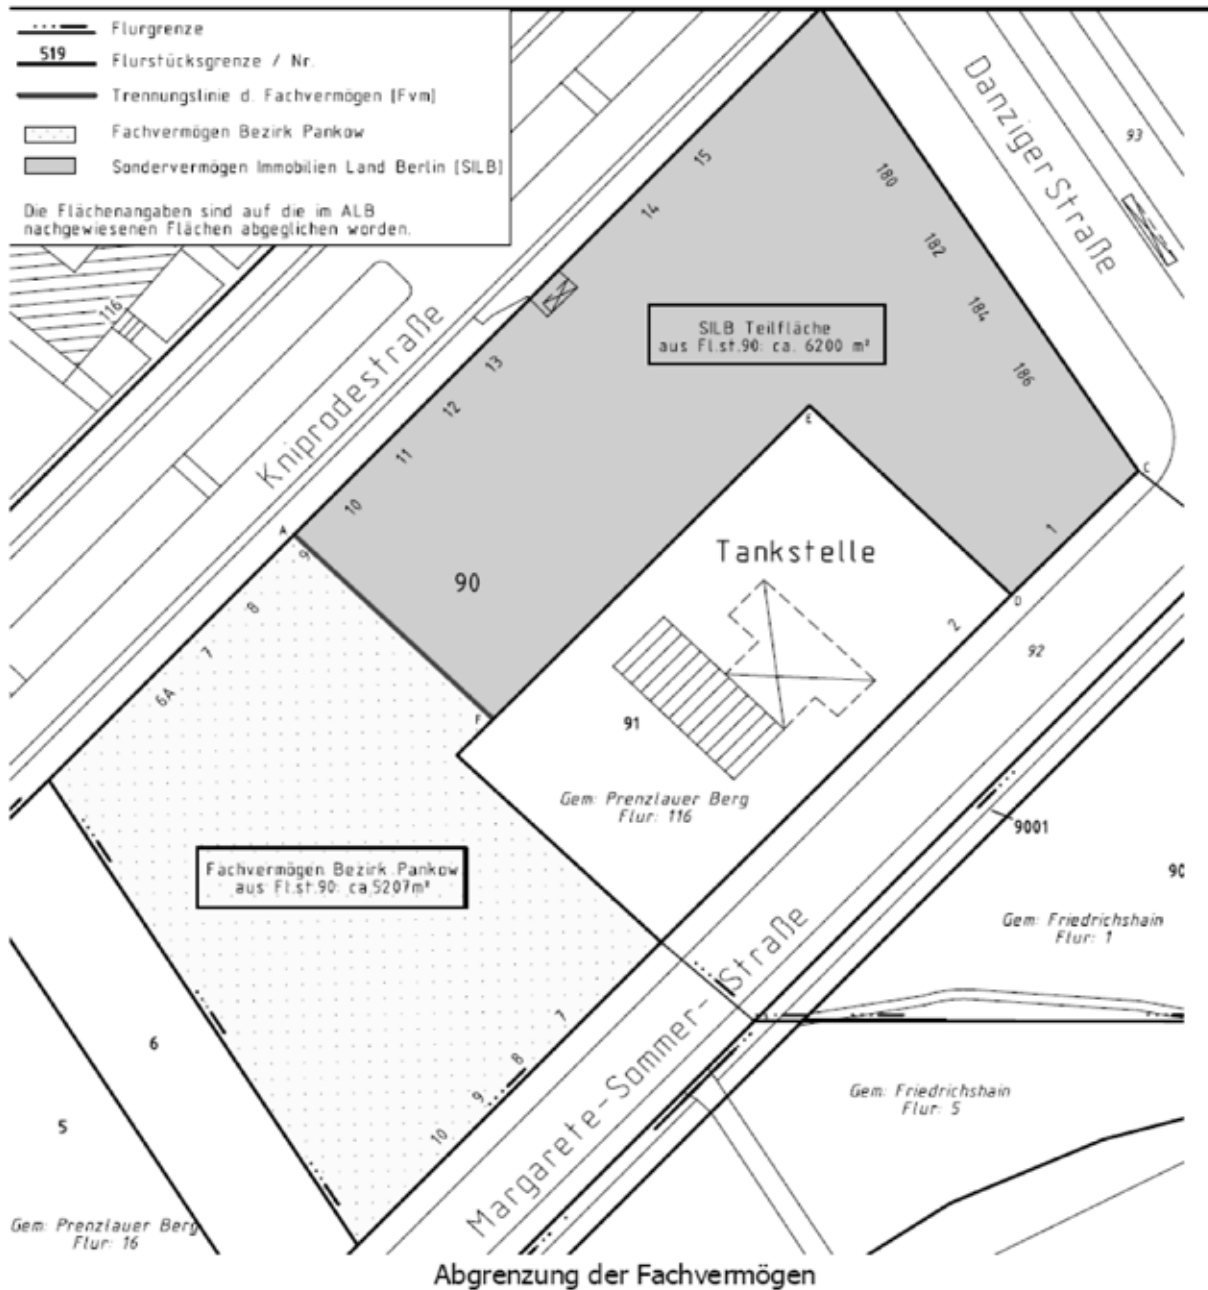 Flurgrenze
519
Flurstücksgrenze / Nr.
Trennungslinie d. Fachvermögen (Fvm)
Fachvermögen Bezirk Pankow
Sondervermögen Immobilien Land Berlin (SILB)
Die Flächenangaben sind auf die im ALB
nachgewiesenen Flächen abgeglichen worden.
Danziger Straße
93
15
14
180
182
184
186
116
Kniprodestraße
SILB Teilfläche
aus Fl.st.90: ca. 6200 m²
13
12
11
10
E
C
A
9
1
Tankstelle
90
D
8
7
6A
2
92
F
91
Gem: Prenzlauer Berg
Flur: 116
9001
Fachvermögen Bezirk Pankow
aus Fl.st.90: ca.5207m²
90
Gem: Friedrichshain
Flur: 1
Margarete-Sommer-Straße
7
8
9
10
6
5
Gem: Friedrichshain
Flur: 5
Gem: Prenzlauer Berg
Flur: 16
Abgrenzung der Fachvermögen